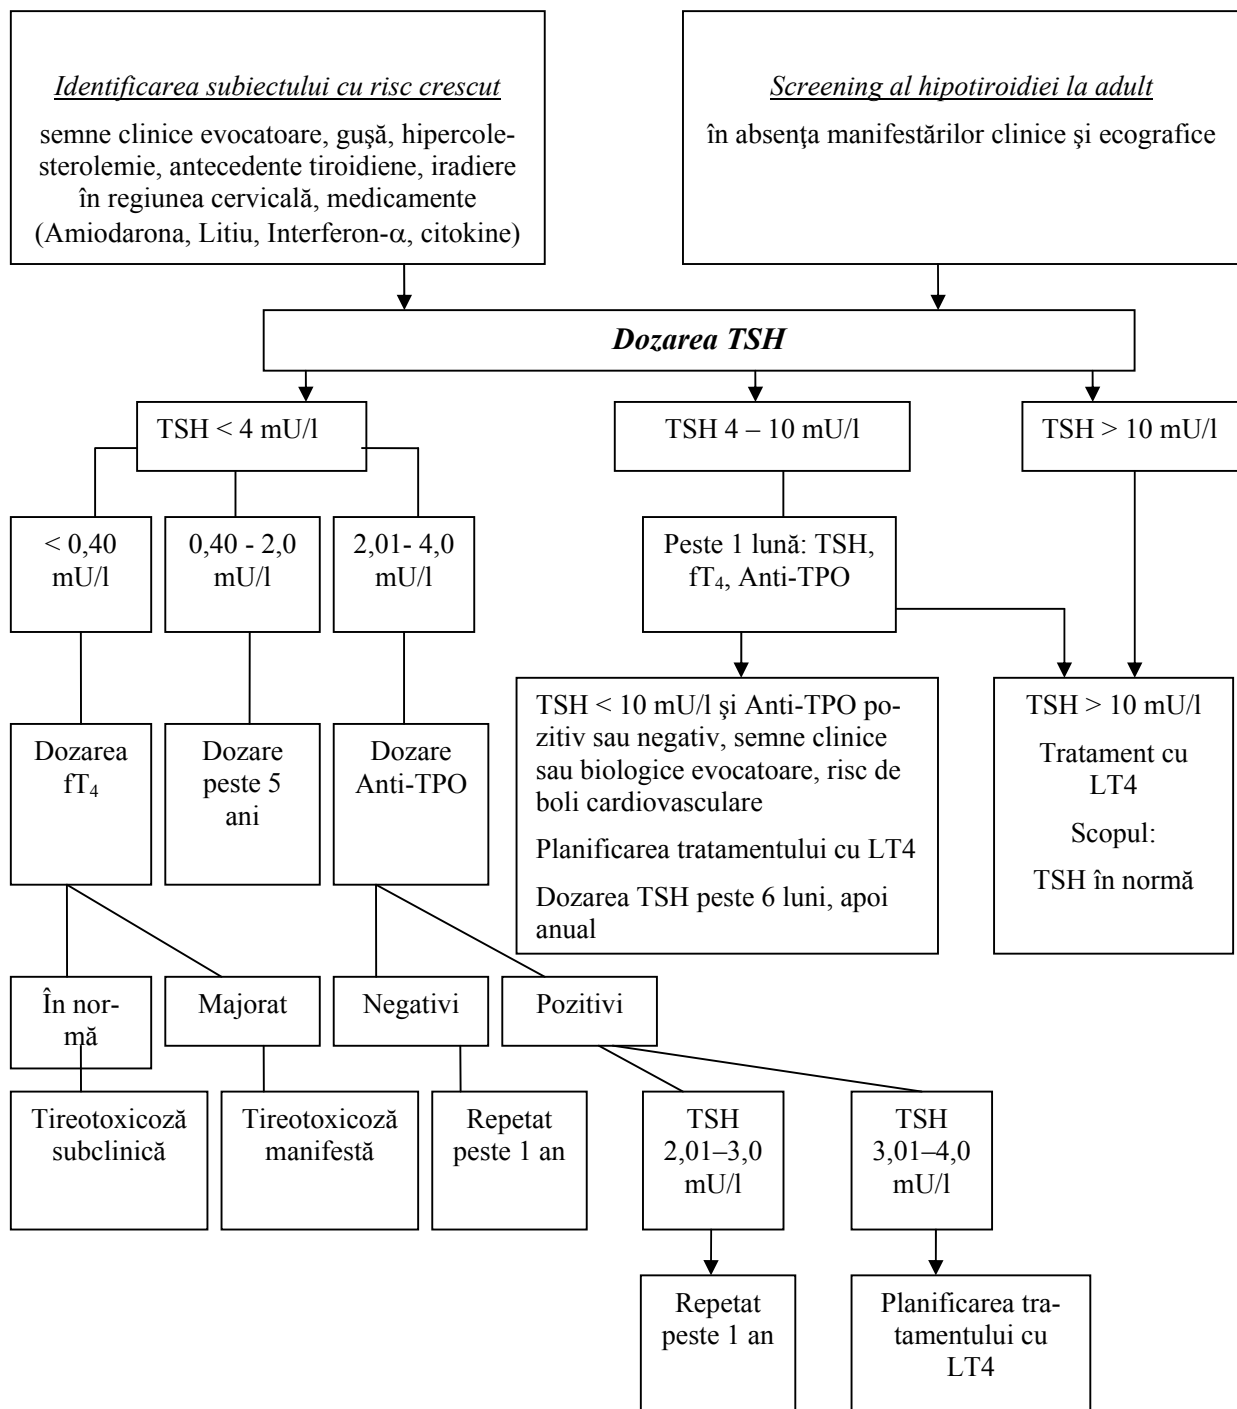 Identificarea subiectului cu risc crescut
semne clinice evocatoare, guşă, hipercole-
sterolemie, antecedente tiroidiene, iradiere
în regiunea cervicală, medicamente
(Amiodarona, Litiu, Interferon-α, citokine)
Screening al hipotiroidiei la adult
în absenţa manifestărilor clinice şi ecografice
Dozarea TSH
TSH < 4 mU/l
TSH 4 – 10 mU/l
TSH > 10 mU/l
< 0,40
mU/l
0,40 - 2,0
mU/l
2,01- 4,0
mU/l
Peste 1 lună: TSH,
fT₄, Anti-TPO
Dozarea
fT₄
Dozare
peste 5
ani
Dozare
Anti-TPO
TSH < 10 mU/l şi Anti-TPO po-
zitiv sau negativ, semne clinice
sau biologice evocatoare, risc de
boli cardiovasculare
Planificarea tratamentului cu LT4
Dozarea TSH peste 6 luni, apoi
anual
TSH > 10 mU/l
Tratament cu
LT4
Scopul:
TSH în normă
În nor-
mă
Majorat
Negativi
Pozitivi
Tireotoxicoză
subclinică
Tireotoxicoză
manifestă
Repetat
peste 1 an
TSH
2,01–3,0
mU/l
TSH
3,01–4,0
mU/l
Repetat
peste 1 an
Planificarea tra-
tamentului cu
LT4